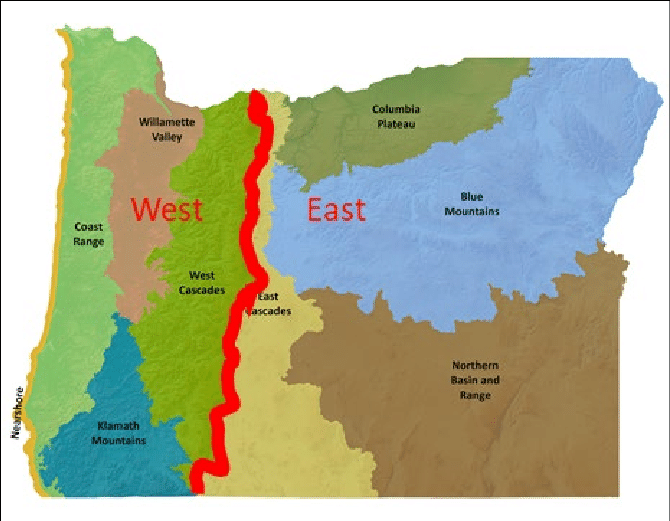 Columbia
Plateau
Willamette
Valley
West
East
Blue
Mountains
Coast
Range
West
Cascades
East
Cascades
Northern
Basin and
Range
Nearshore
Klamath
Mountains